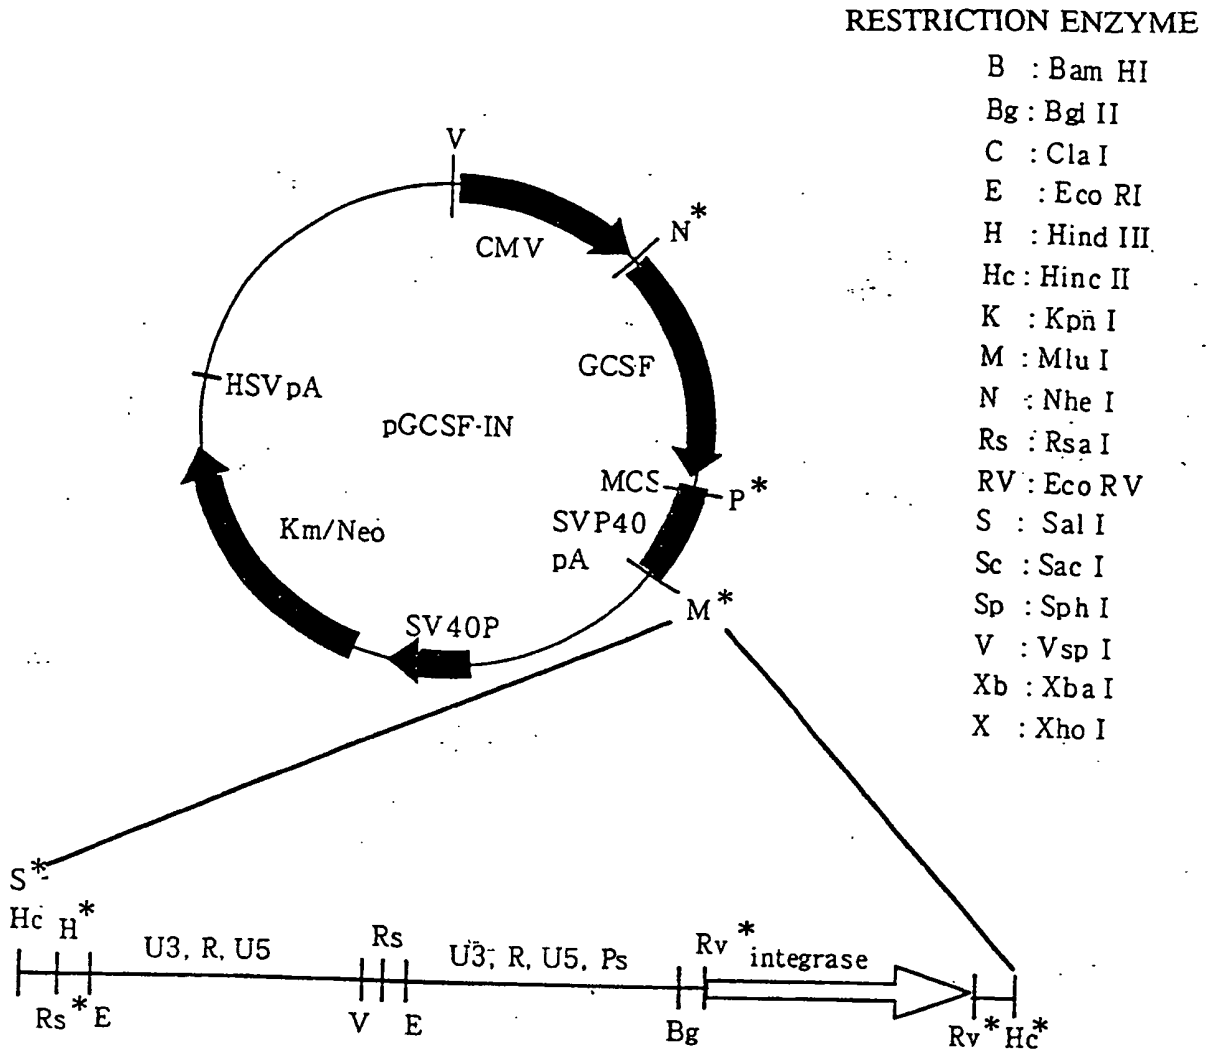 RESTRICTION ENZYME
B : Bam HI
Bg : Bgl II
C : Cla I
E : Eco RI
H : Hind III
Hc : Hinc II
K : Kpn I
M : Mlu I
N : Nhe I
Rs : Rsa I
RV : Eco RV
S : Sal I
Sc : Sac I
Sp : Sph I
V : Vsp I
Xb : Xba I
X : Xho I
V
CMV
N*
GCSF
HSVpA
pGCSF-IN
MCS
P*
SVP40
pA
Km/Neo
M*
SV40P
S*
Hc H*
U3, R, U5
Rs
U3, R, U5, Ps
Rv*
integrase
Rs* E
V
E
Bg
Rv* Hc*